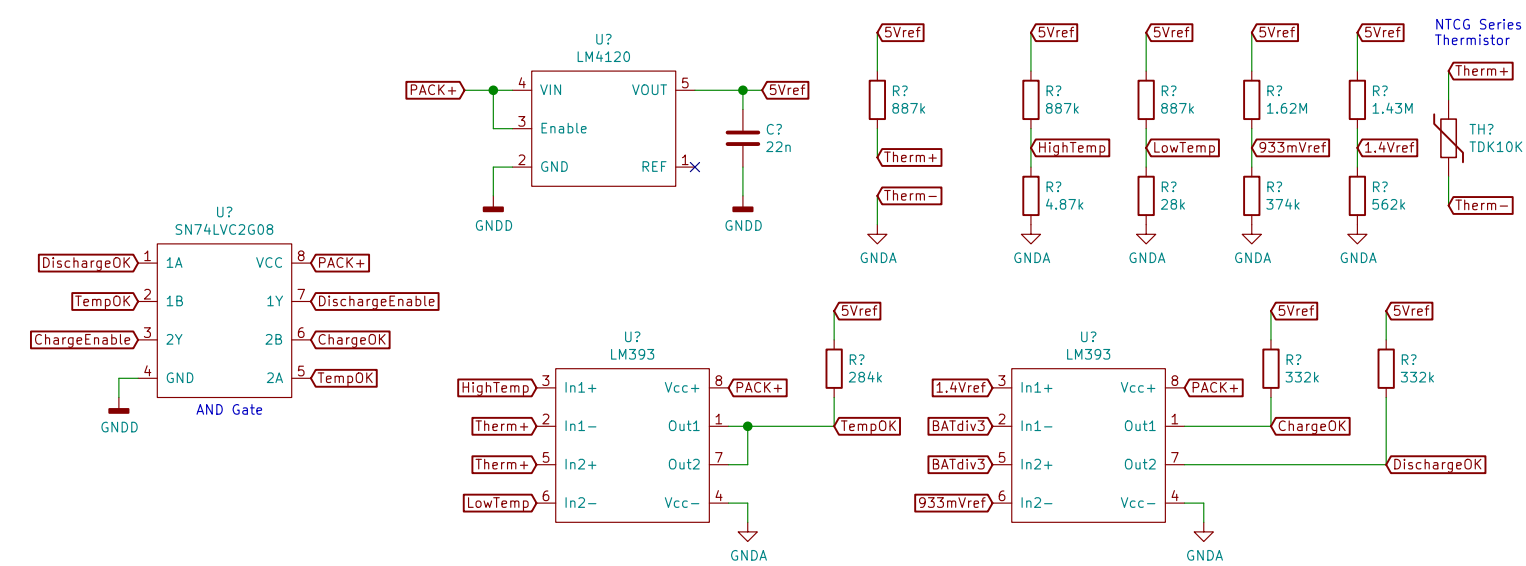 U?
LM4120
PACK+
4
VIN
VOUT
5
5Vref
3
Enable
2
GND
REF
1
C?
22n
GNDD
GNDD
5Vref
R?
887k
Therm+
Therm-
GNDA
5Vref
R?
887k
HighTemp
R?
4.87k
GNDA
5Vref
R?
887k
LowTemp
R?
28k
GNDA
5Vref
R?
1.62M
933mVref
R?
374k
GNDA
5Vref
R?
1.43M
1.4Vref
R?
562k
GNDA
NTCG Series
Thermistor
Therm+
TH?
TDK10K
Therm-
U?
SN74LVC2G08
DischargeOK
1
1A
VCC
8
PACK+
TempOK
2
1B
1Y
7
DischargeEnable
ChargeEnable
3
2Y
2B
6
ChargeOK
4
GND
2A
5
TempOK
AND Gate
GNDD
U?
LM393
HighTemp
3
In1+
Vcc+
8
PACK+
Therm+
2
In1-
Out1
1
Therm+
5
In2+
Out2
7
LowTemp
6
In2-
Vcc-
4
GNDA
5Vref
R?
284k
TempOK
U?
LM393
1.4Vref
3
In1+
Vcc+
8
PACK+
BATdiv3
2
In1-
Out1
1
BATdiv3
5
In2+
Out2
7
933mVref
6
In2-
Vcc-
4
GNDA
5Vref
R?
332k
ChargeOK
5Vref
R?
332k
DischargeOK